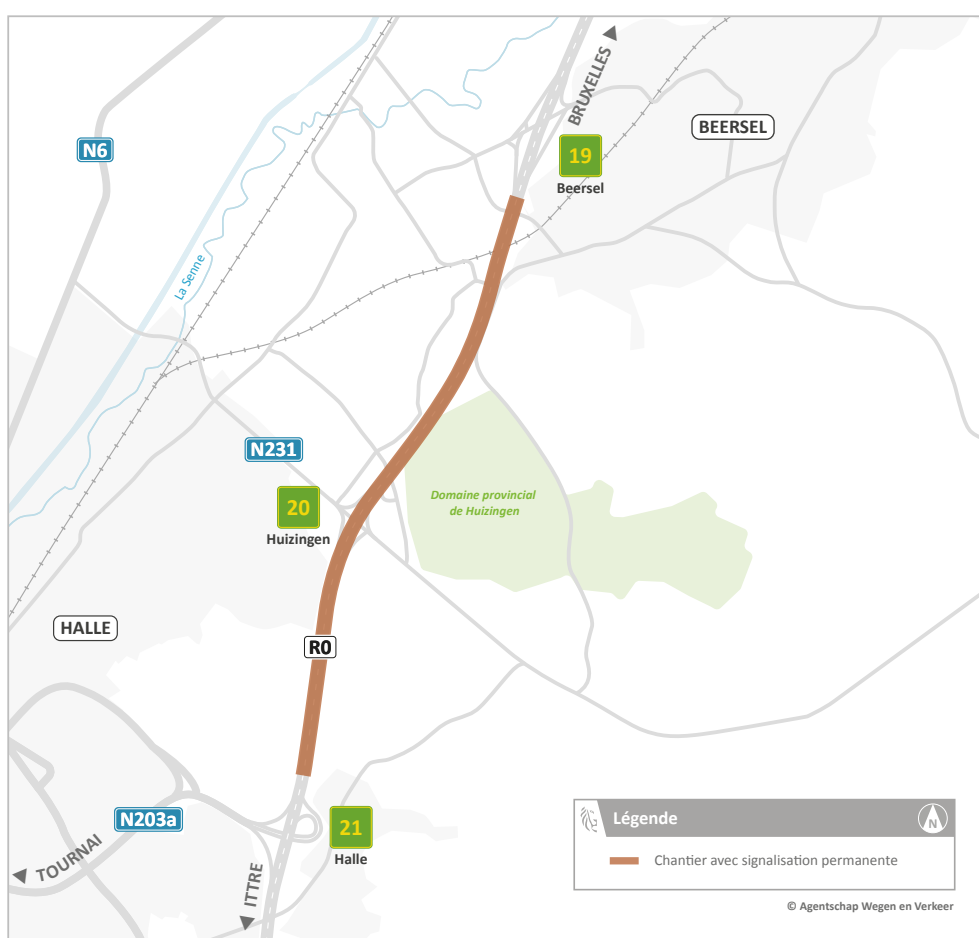 BRUXELLES
N6
BEERSEL
19
Beersel
La Senne
N231
Domaine provincial
de Huizingen
20
Huizingen
HALLE
R0
N203a
21
Halle
TOURNAI
ITTRE
Légende
N
Chantier avec signalisation permanente
© Agentschap Wegen en Verkeer